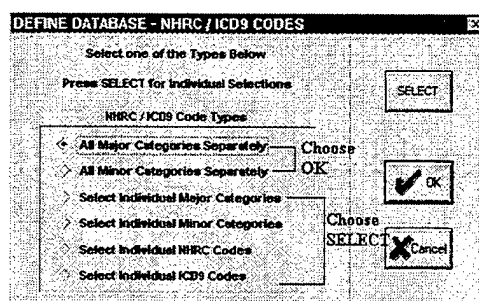 DEFINE DATABASE - NHRC / ICD9 CODES
Select one of the Types Below
Press SELECT for Individual Selections
SELECT
NHRC / ICD9 Code Types
All Major Categories Separately
Choose
OK
All Minor Categories Separately
OK
Select Individual Major Categories
Select Individual Minor Categories
Choose
SELECT
Cancel
Select Individual NHRC Codes
Select Individual ICD9 Codes